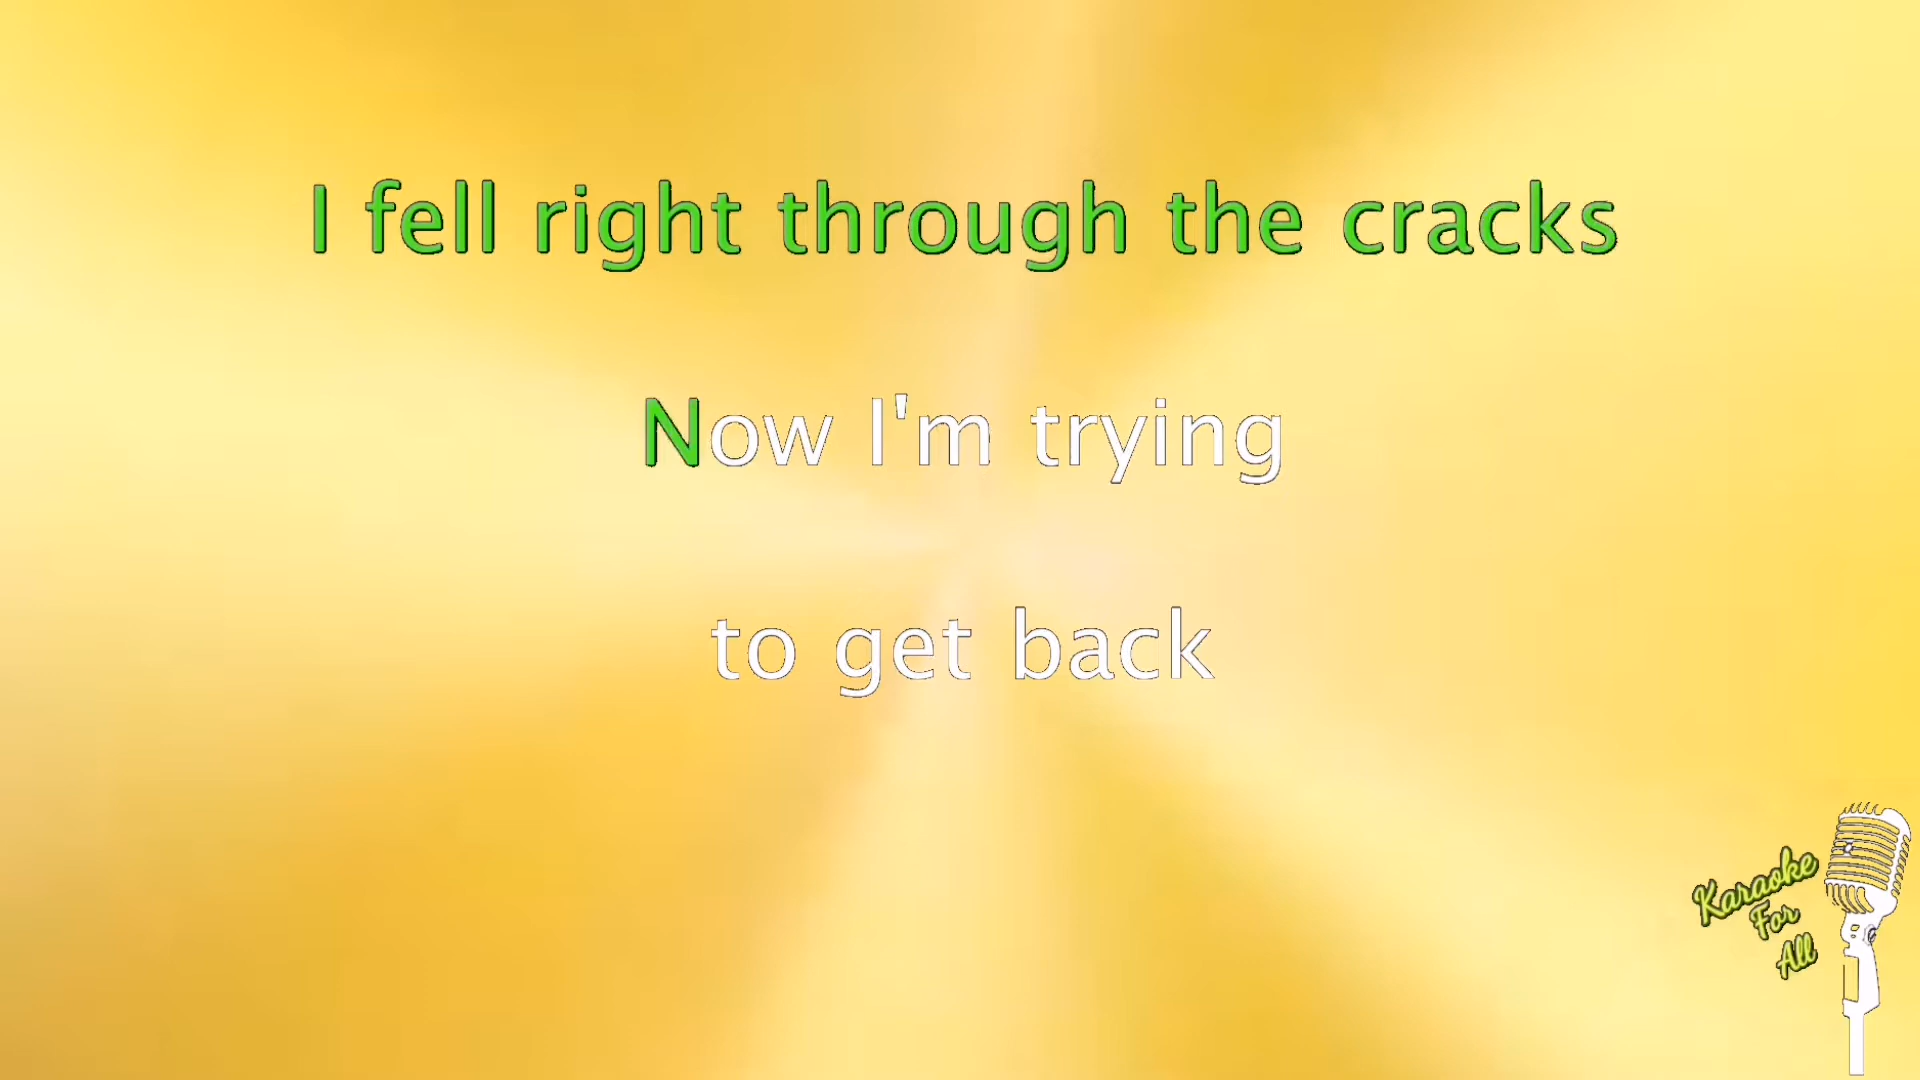 I fell right through the cracks
Now I'm trying
to get back
Karaoke
For
All